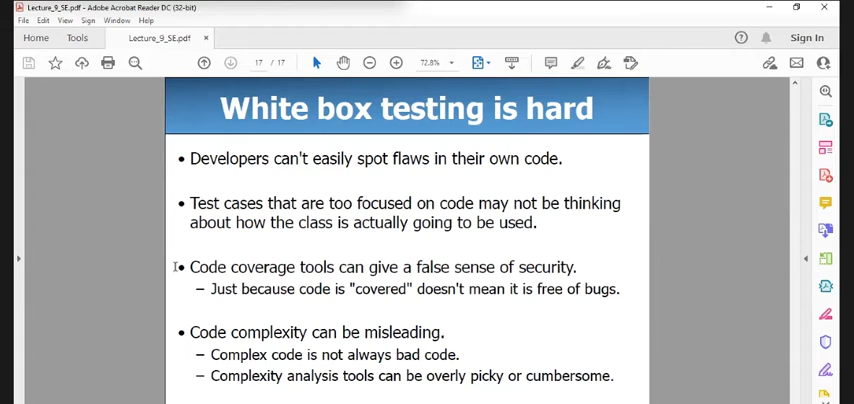 Lecture_9_SE.pdf - Adobe Acrobat Reader DC (32-bit)
File Edit View Sign Window Help
Home Tools Lecture_9_SE.pdf × Sign In
17 / 17 72.8%
White box testing is hard
• Developers can't easily spot flaws in their own code.
• Test cases that are too focused on code may not be thinking
about how the class is actually going to be used.
• Code coverage tools can give a false sense of security.
– Just because code is "covered" doesn't mean it is free of bugs.
• Code complexity can be misleading.
– Complex code is not always bad code.
– Complexity analysis tools can be overly picky or cumbersome.